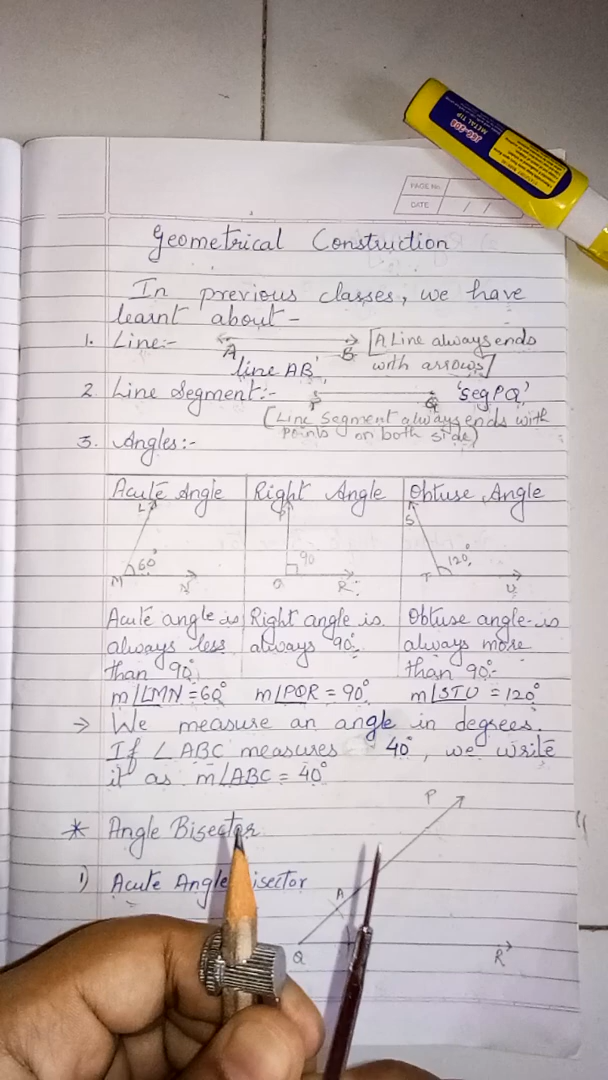 JAC-COB
METAL TIP
PAGE No.
DATE / /
Geometrical Construction
In previous classes, we have
learnt about -
1. Line:- A B [A Line always ends
'line AB' with arrows]
2. Line Segment:- P Q 'seg PQ'
(Line Segment always ends with
points on both side)
3. Angles:-
Acute Angle Right Angle Obtuse Angle
L P S
60° 90° 120°
M N Q R T U
Acute angle is Right angle is Obtuse angle is
always less always 90°. always more
than 90° than 90°.
m∠LMN = 60° m∠PQR = 90° m∠STU = 120°
→ We measure an angle in degrees.
If ∠ABC measures 40°, we write
it as m∠ABC = 40°
P
* Angle Bisector
1) Acute Angle Bisector
A
Q R